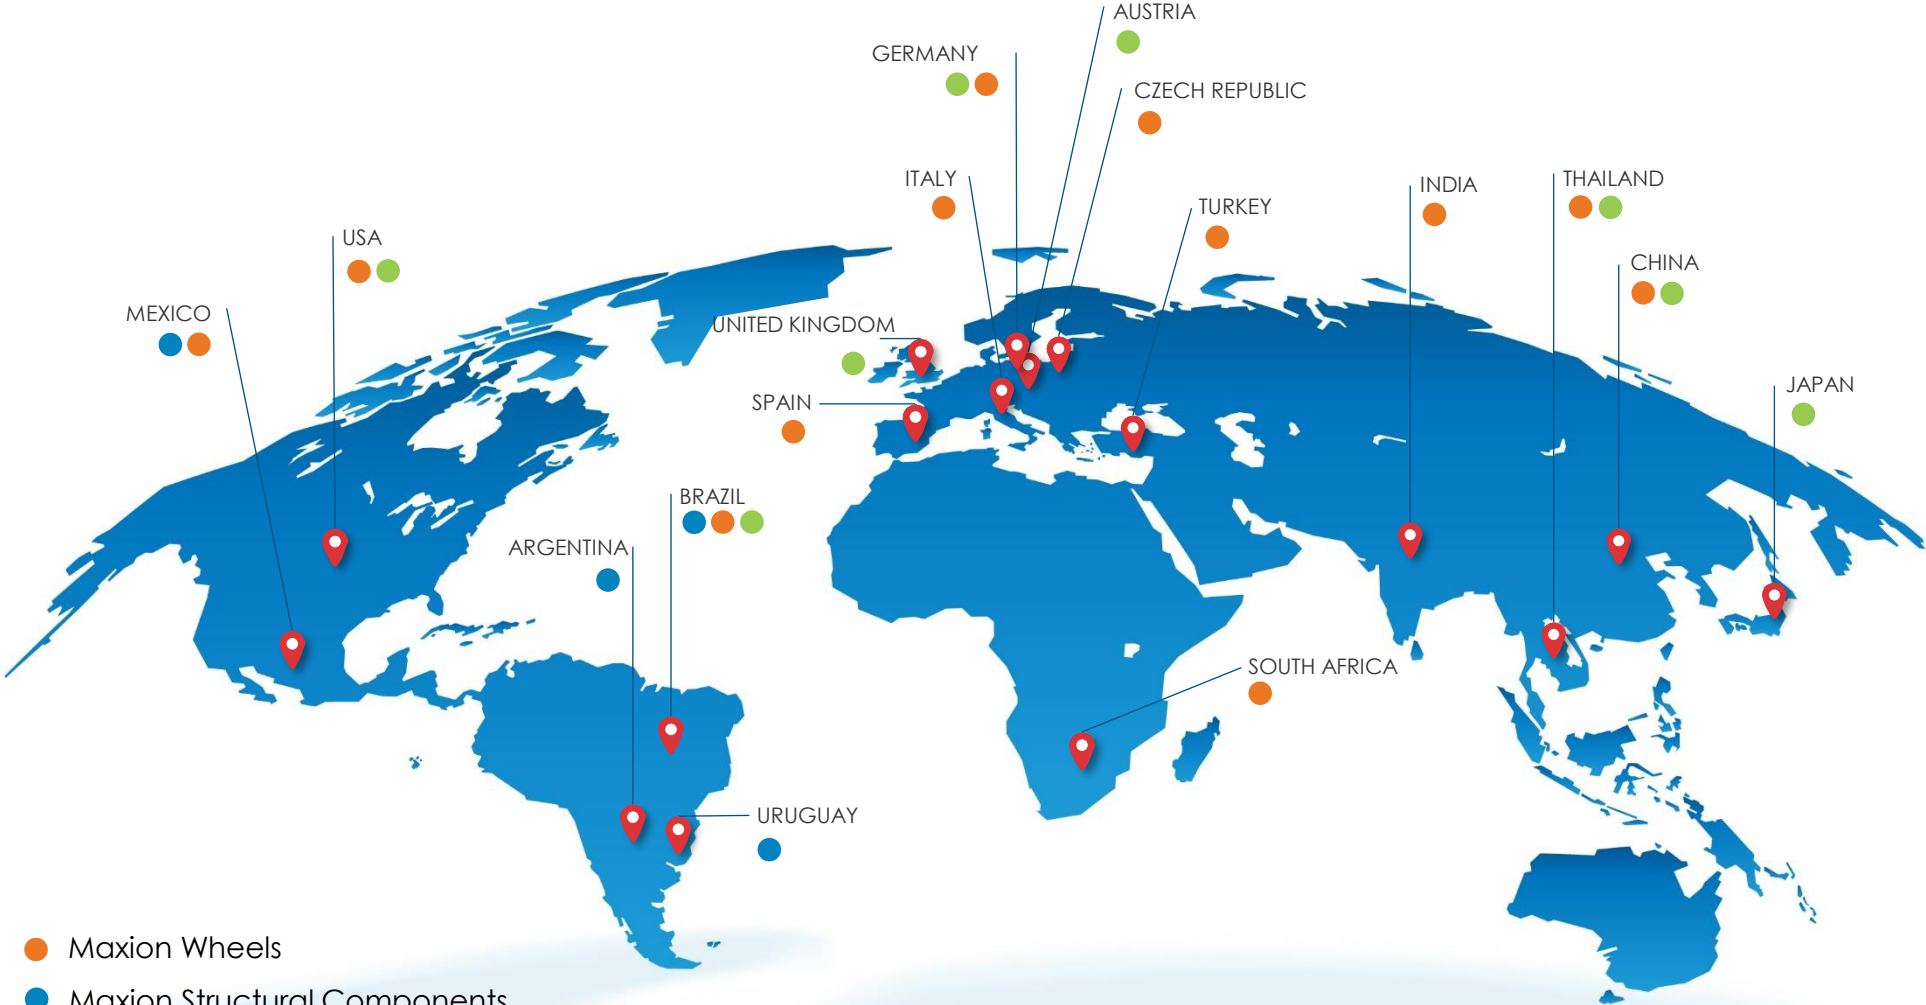 AUSTRIA
GERMANY
CZECH REPUBLIC
ITALY
INDIA
THAILAND
TURKEY
USA
CHINA
MEXICO
UNITED KINGDOM
JAPAN
SPAIN
BRAZIL
ARGENTINA
SOUTH AFRICA
URUGUAY
Maxion Wheels
Maxion Structural Components